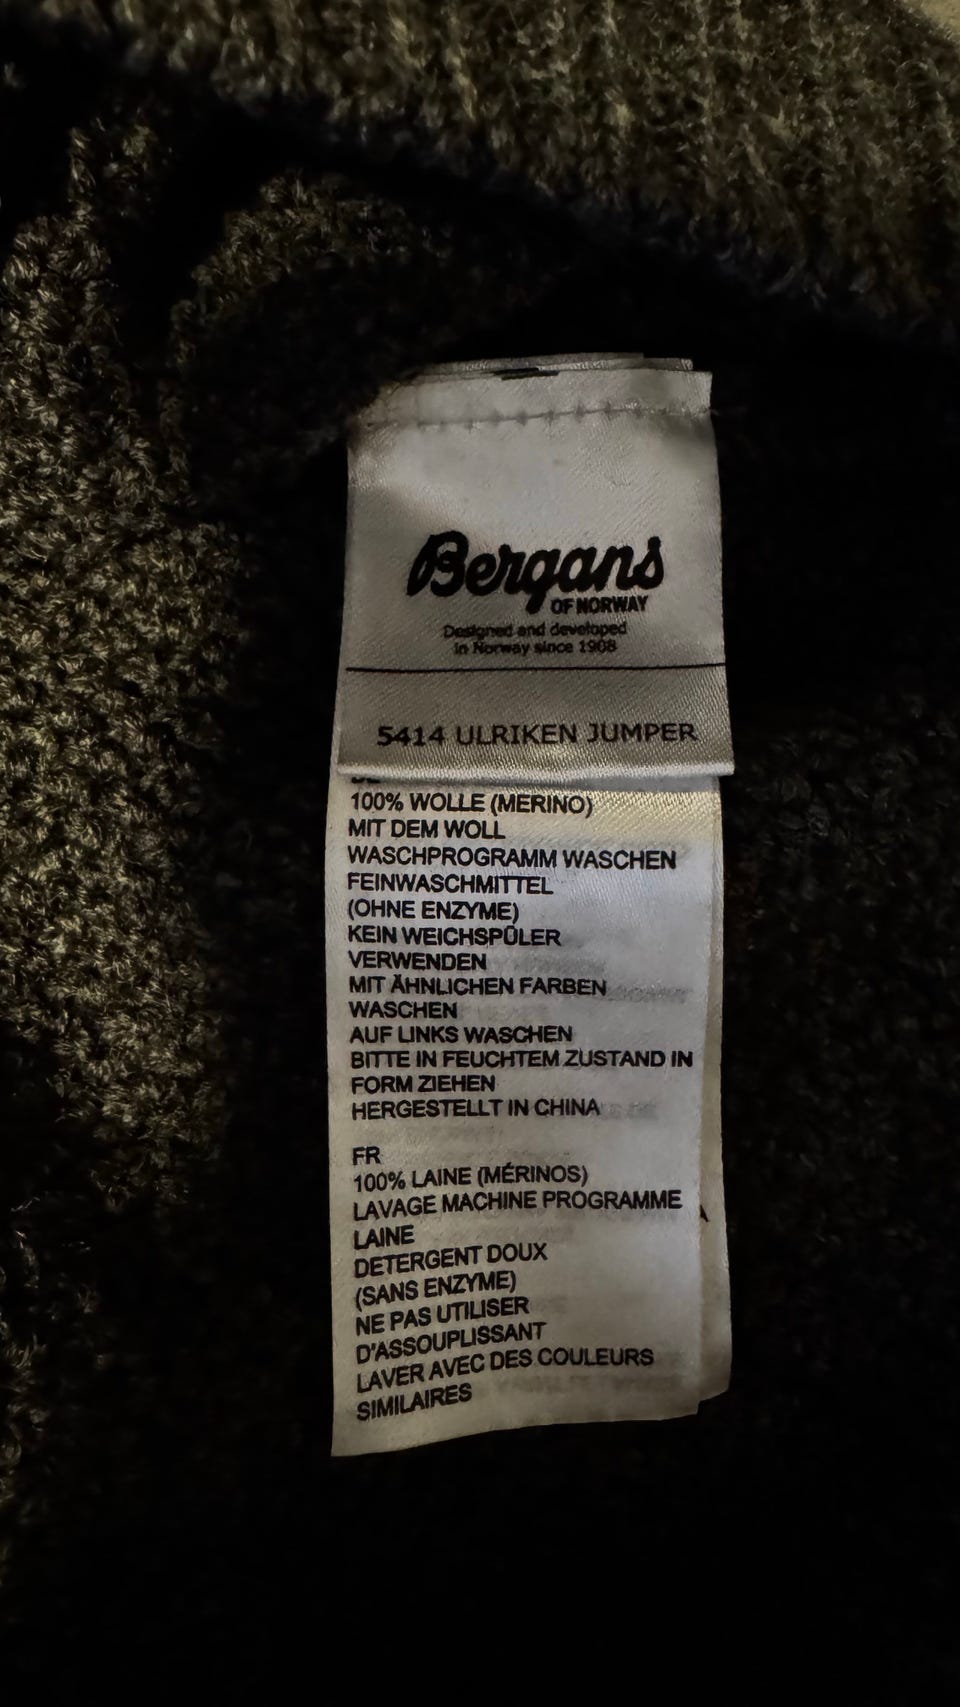 Bergans
OF NORWAY
Designed and developed
in Norway since 1908
5414 ULRIKEN JUMPER
100% WOLLE (MERINO)
MIT DEM WOLL
WASCHPROGRAMM WASCHEN
FEINWASCHMITTEL
(OHNE ENZYME)
KEIN WEICHSPÜLER
VERWENDEN
MIT ÄHNLICHEN FARBEN
WASCHEN
AUF LINKS WASCHEN
BITTE IN FEUCHTEM ZUSTAND IN
FORM ZIEHEN
HERGESTELLT IN CHINA
FR
100% LAINE (MÉRINOS)
LAVAGE MACHINE PROGRAMME
LAINE
DETERGENT DOUX
(SANS ENZYME)
NE PAS UTILISER
D'ASSOUPLISSANT
LAVER AVEC DES COULEURS
SIMILAIRES